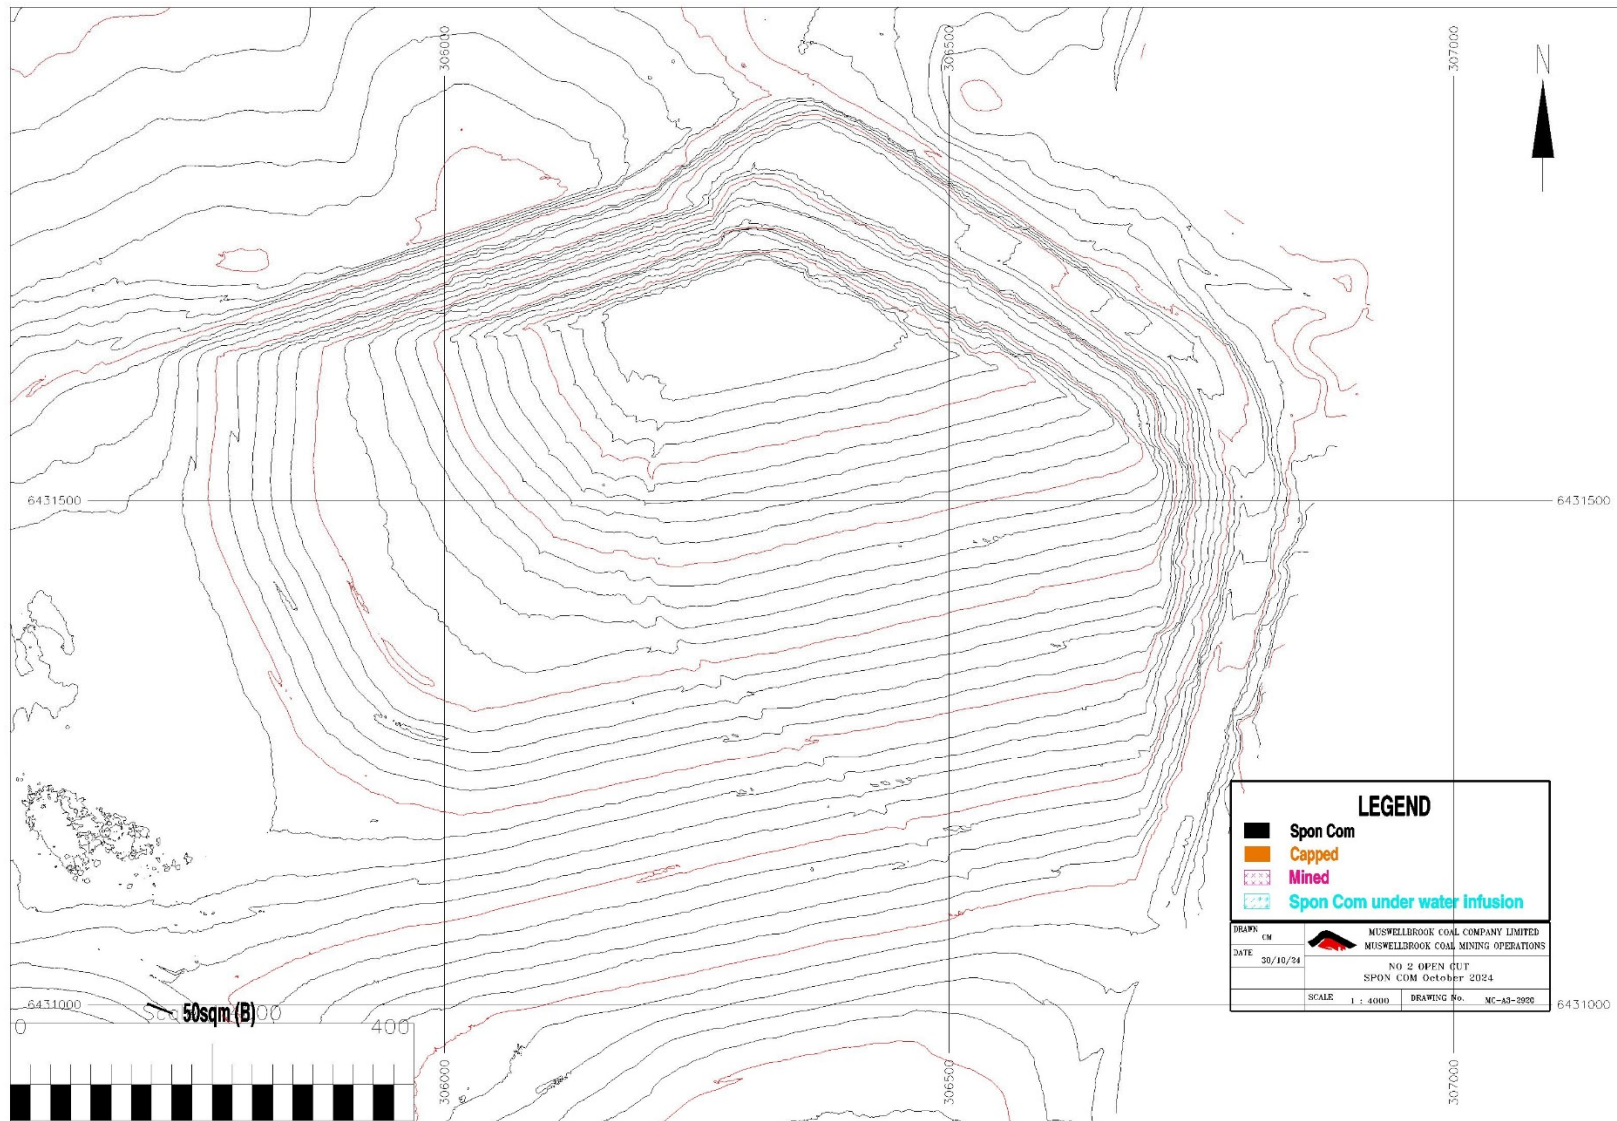 306000
306500
307000
N
6431500
6431500
LEGEND
Spon Com
Capped
Mined
Spon Com under water infusion
DRAWN CM
MUSWELLBROOK COAL COMPANY LIMITED
MUSWELLBROOK COAL MINING OPERATIONS
DATE 30/10/24
NO 2 OPEN CUT
SPON COM October 2024
SCALE 1 : 4000 DRAWING No. MC-A3-292C
6431000
50sqm (B)
6431000
0
400
306000
306500
307000